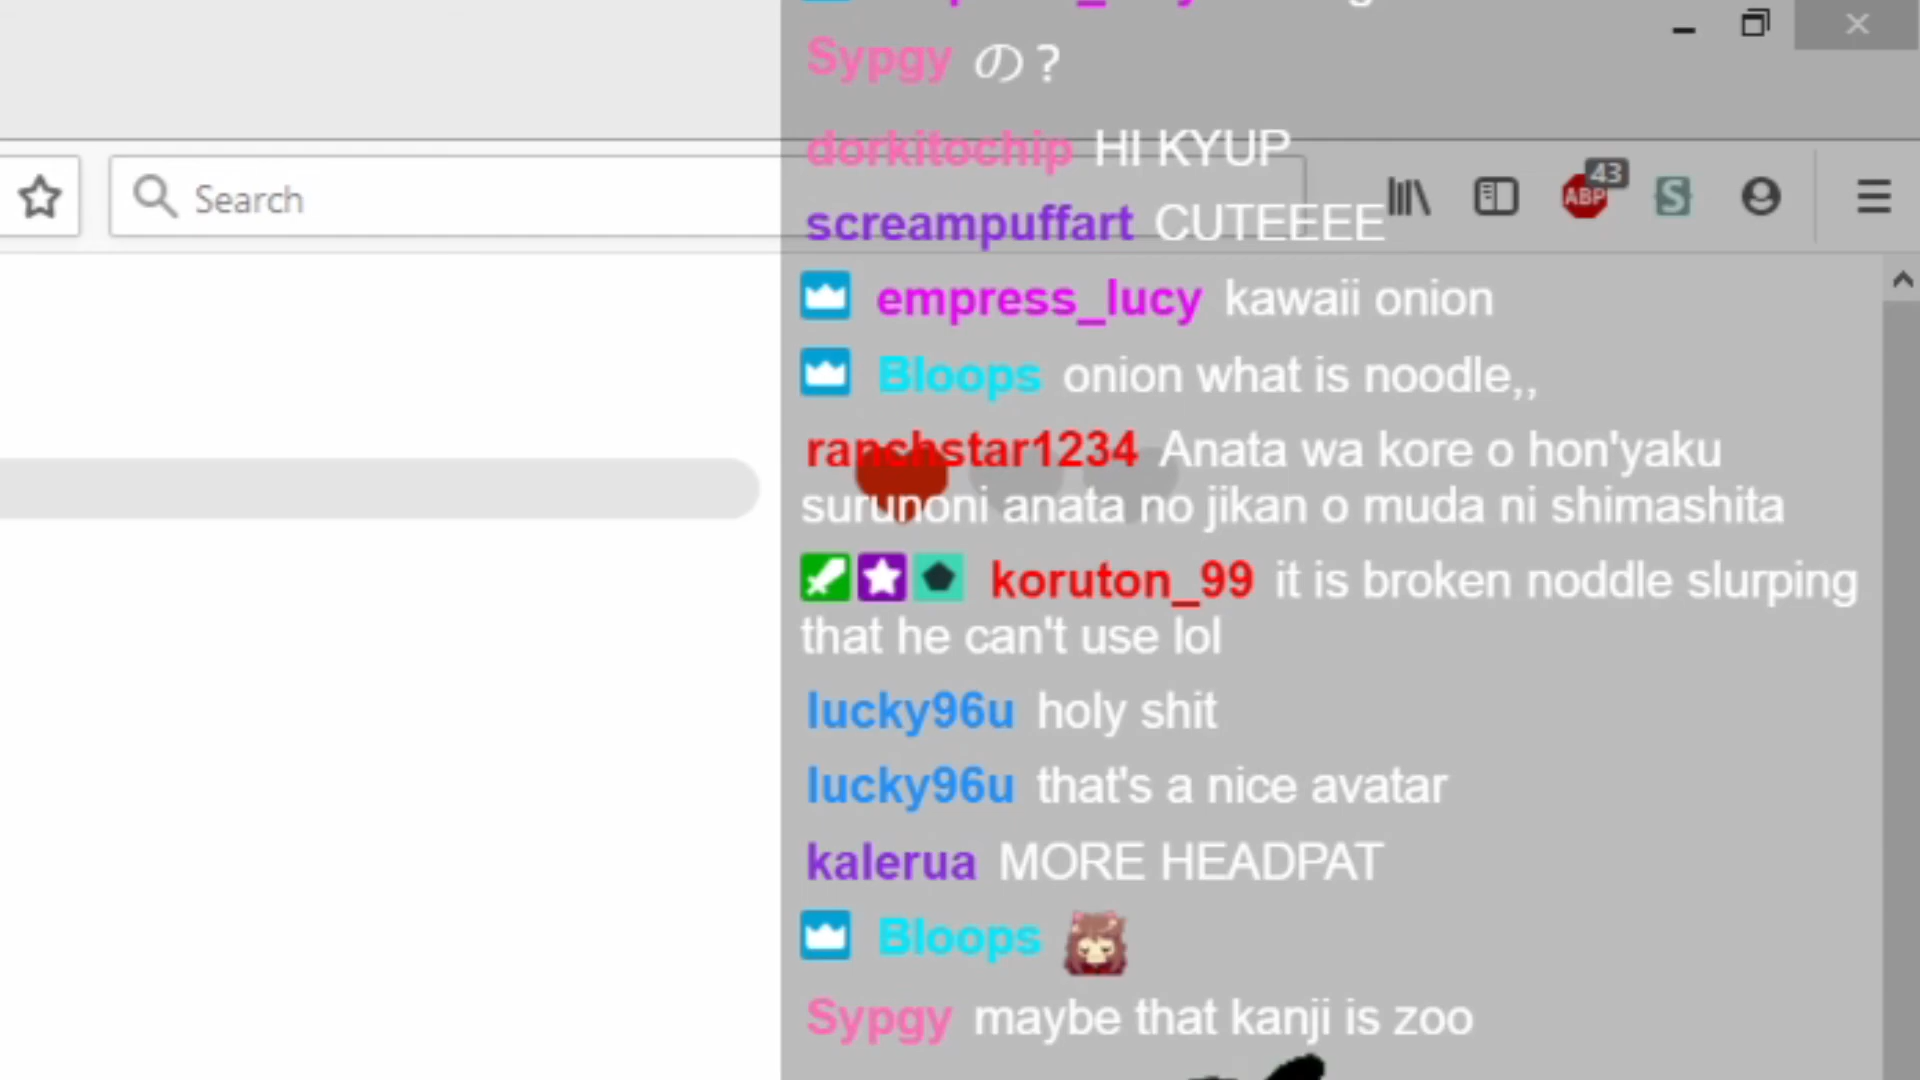 Sypgy の?
dorkitochip HI KYUP
Search
43
ABP
S
screampuffart CUTEEEE
empress_lucy kawaii onion
Bloops onion what is noodle,,
ranchstar1234 Anata wa kore o hon'yaku
surunoni anata no jikan o muda ni shimashita
koruton_99 it is broken noddle slurping
that he can't use lol
lucky96u holy shit
lucky96u that's a nice avatar
kalerua MORE HEADPAT
Bloops
Sypgy maybe that kanji is zoo